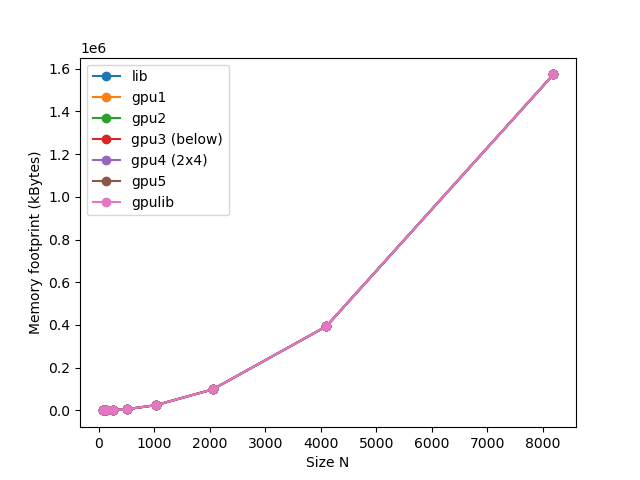 1e6
1.6
1.4
1.2
1.0
0.8
0.6
0.4
0.2
0.0
Memory footprint (kBytes)
lib
gpu1
gpu2
gpu3 (below)
gpu4 (2x4)
gpu5
gpulib
0 1000 2000 3000 4000 5000 6000 7000 8000
Size N